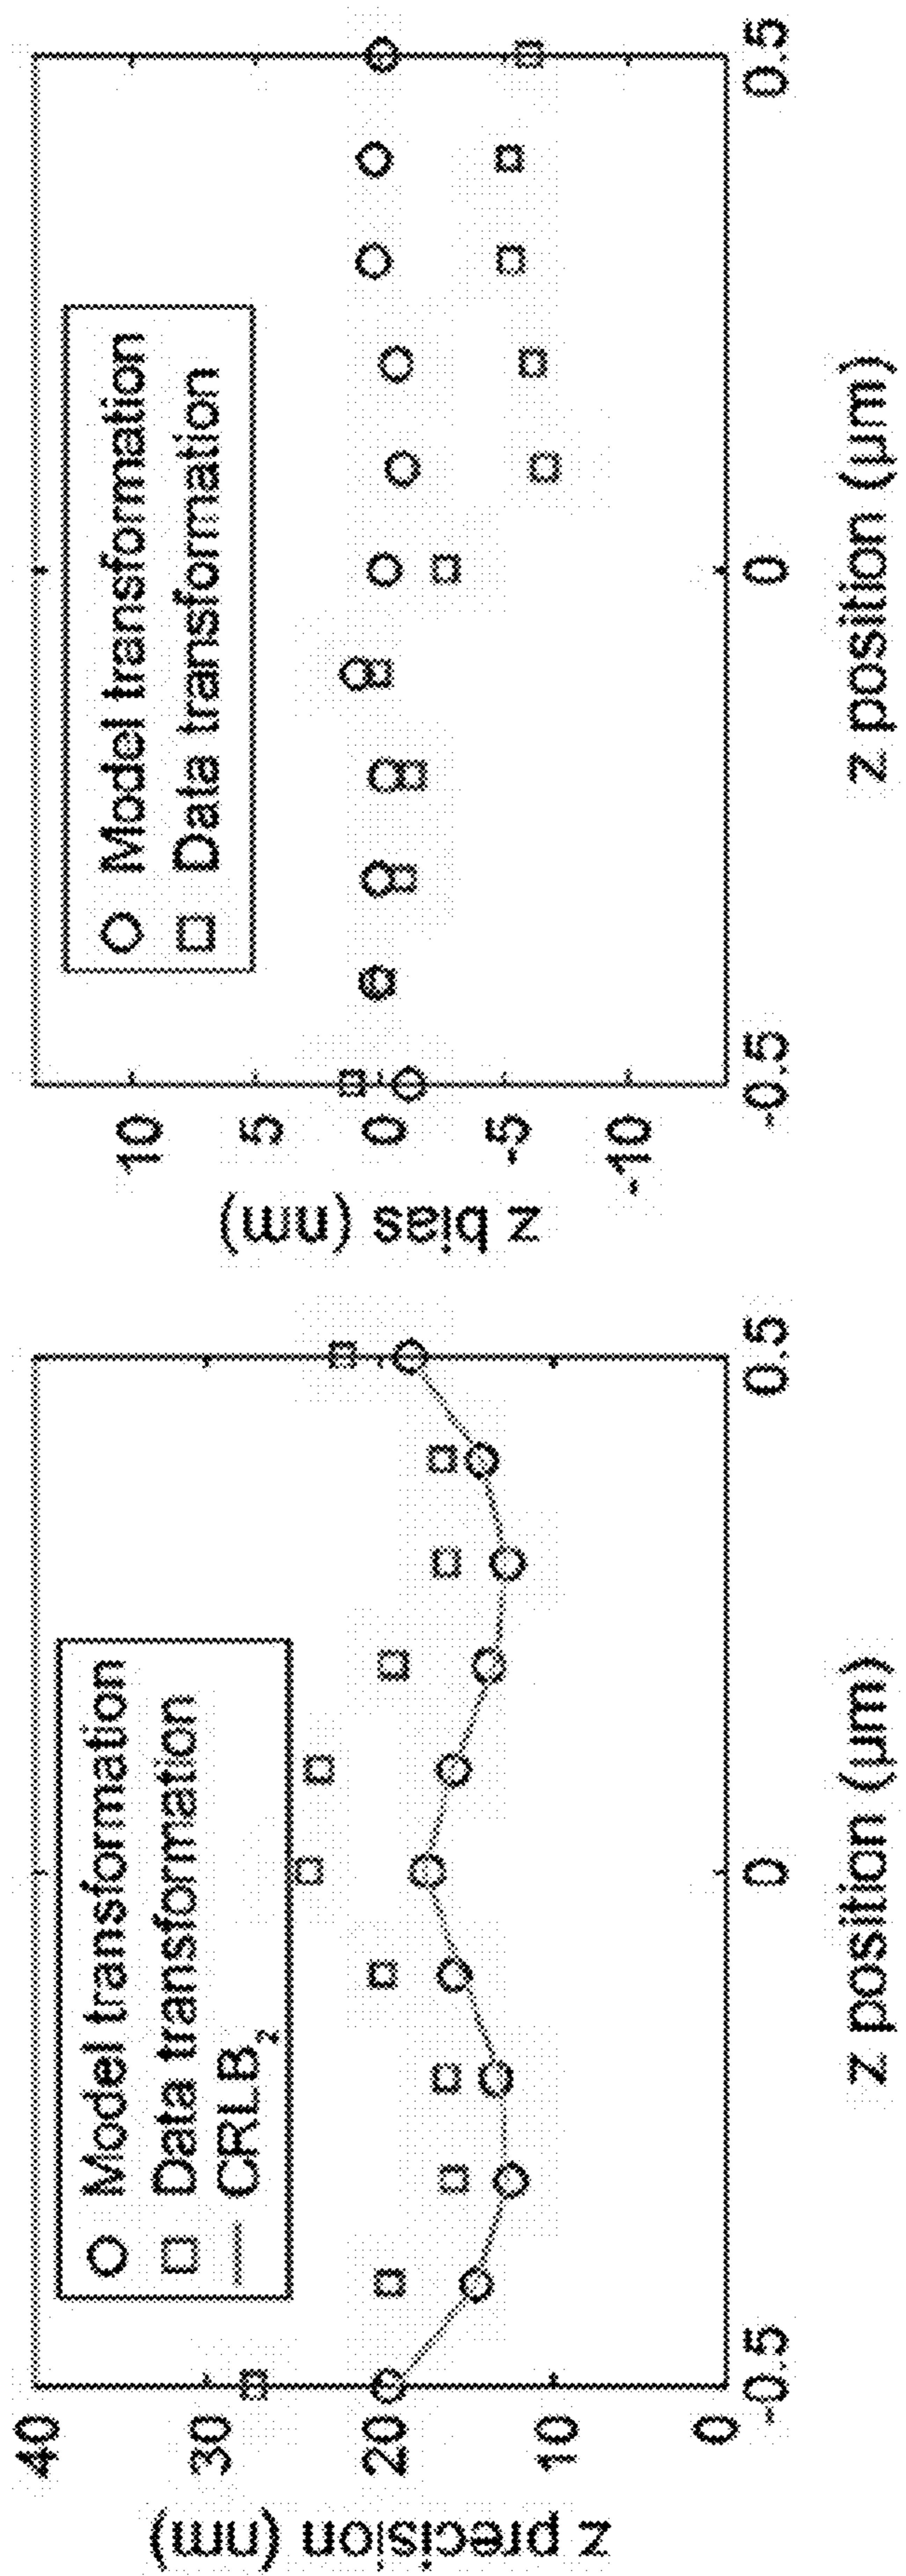 z precision (nm)
40
30
20
10
0
Model transformation
Data transformation
CRLB₂
-0.5
0
0.5
z position (μm)
z bias (nm)
10
5
0
-5
-10
Model transformation
Data transformation
-0.5
0
0.5
z position (μm)